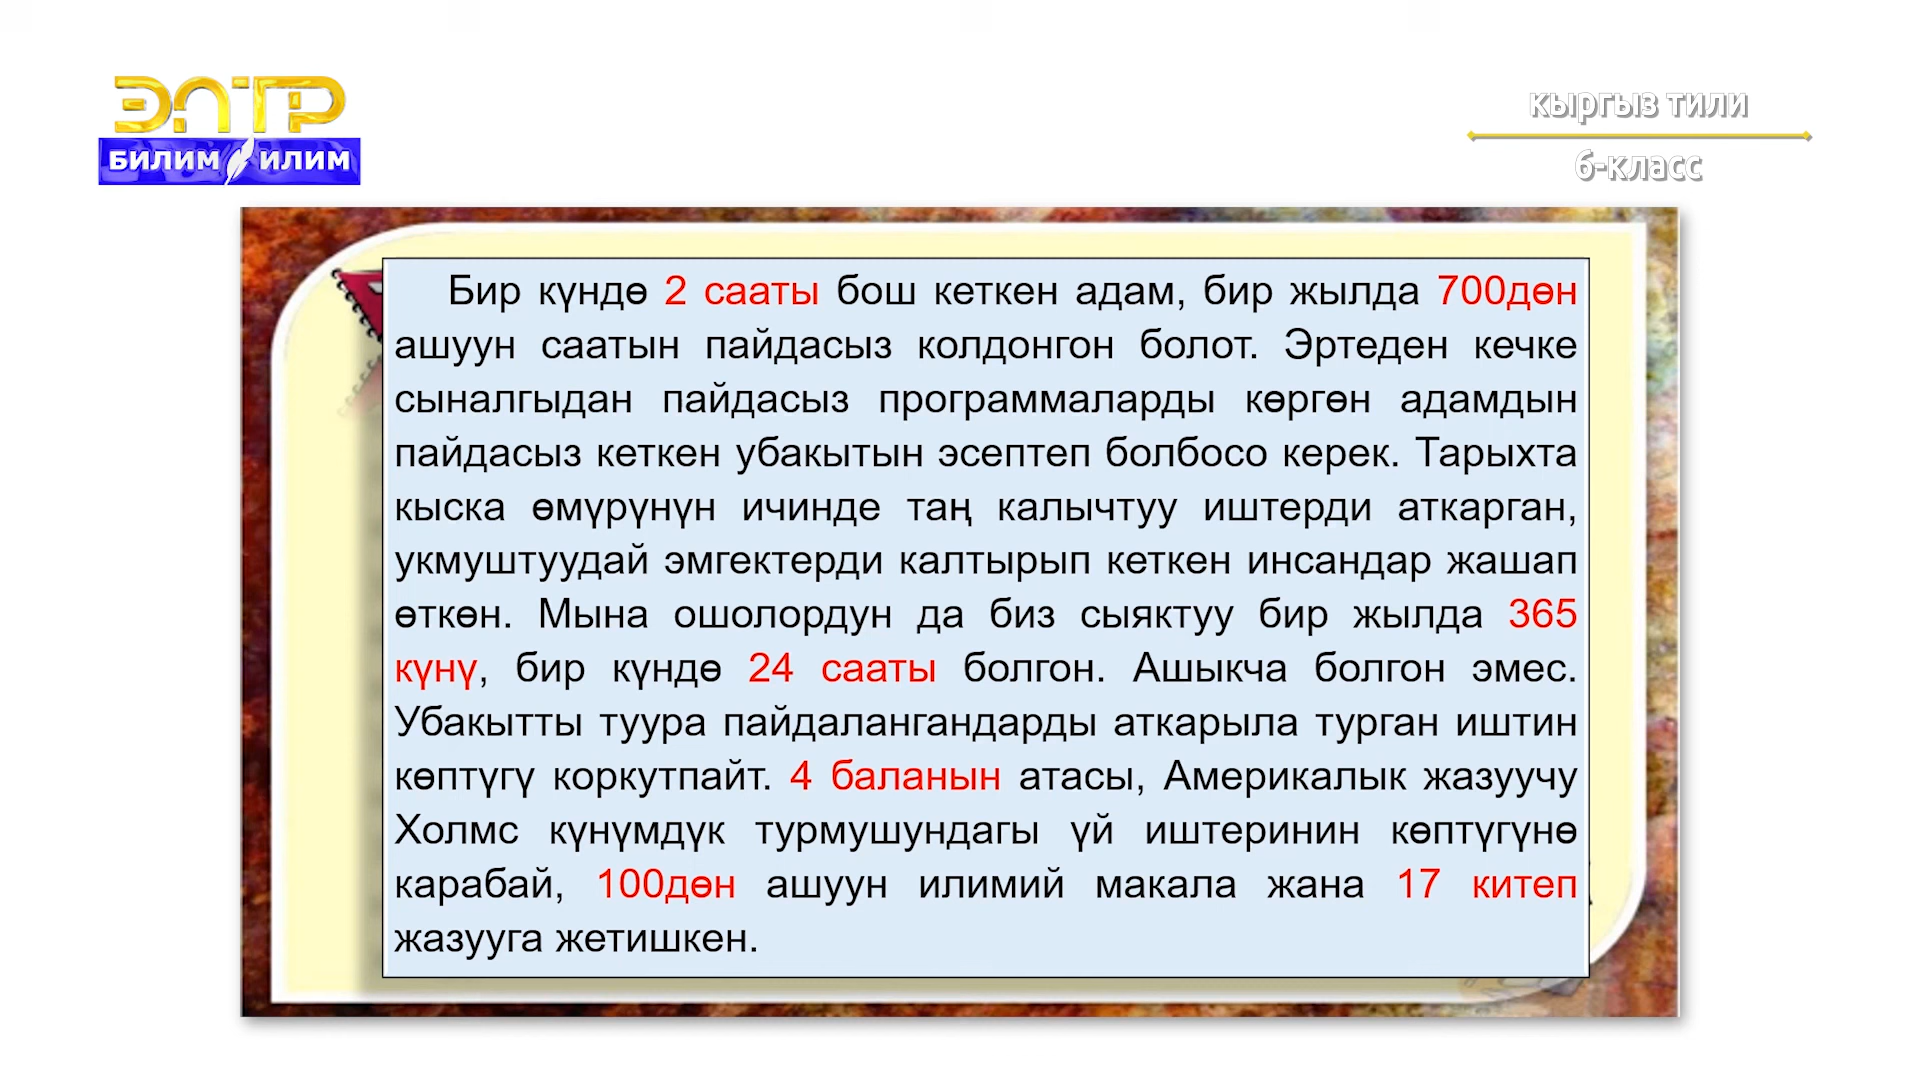 ЭЛТР
БИЛИМ ИЛИМ
кыргыз тили
6-класс
Бир күндө 2 сааты бош кеткен адам, бир жылда 700дөн
ашуун саатын пайдасыз колдонгон болот. Эртеден кечке
сыналгыдан пайдасыз программаларды көргөн адамдын
пайдасыз кеткен убакытын эсептеп болбосо керек. Тарыхта
кыска өмүрүнүн ичинде таң калычтуу иштерди аткарган,
укмуштуудай эмгектерди калтырып кеткен инсандар жашап
өткөн. Мына ошолордун да биз сыяктуу бир жылда 365
күнү, бир күндө 24 сааты болгон. Ашыкча болгон эмес.
Убакытты туура пайдалангандарды аткарыла турган иштин
көптүгү коркутпайт. 4 баланын атасы, Америкалык жазуучу
Холмс күнүмдүк турмушундагы үй иштеринин көптүгүнө
карабай, 100дөн ашуун илимий макала жана 17 китеп
жазууга жетишкен.